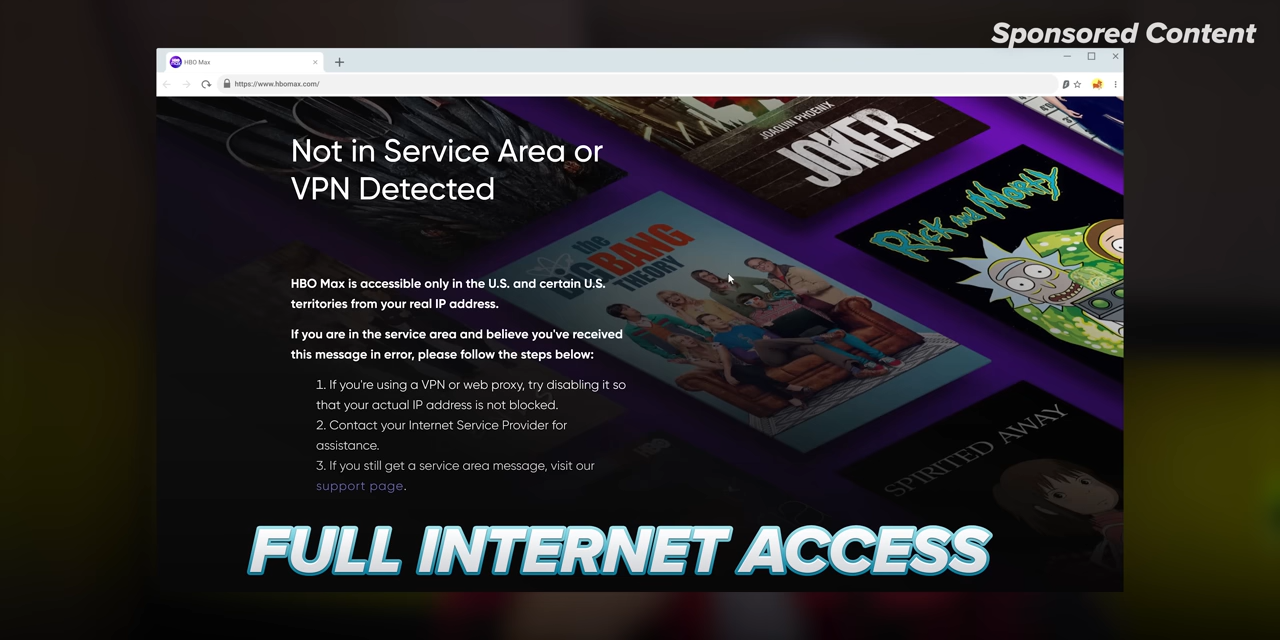 Sponsored Content
HBO Max
https://www.hbomax.com/
Not in Service Area or
VPN Detected
HBO Max is accessible only in the U.S. and certain U.S.
territories from your real IP address.
If you are in the service area and believe you've received
this message in error, please follow the steps below:
1. If you're using a VPN or web proxy, try disabling it so
that your actual IP address is not blocked.
2. Contact your Internet Service Provider for
assistance.
3. If you still get a service area message, visit our
support page.
JOAQUIN PHOENIX
JOKER
Rick and Morty
the
BIG BANG
THEORY
HBO
SPIRITED AWAY
FULL INTERNET ACCESS